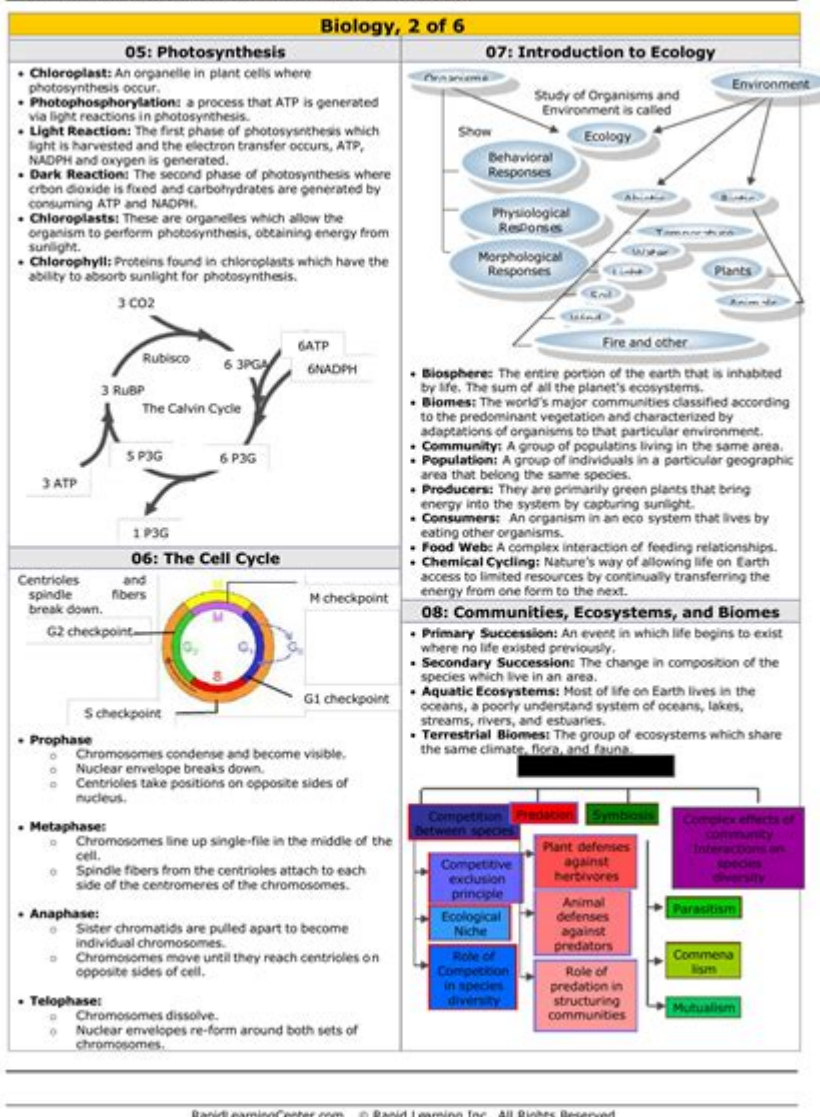 Biology, 2 of 6
05: Photosynthesis
• Chloroplast: An organelle in plant cells where
photosynthesis occur.
• Photophosphorylation: a process that ATP is generated
via light reactions in photosynthesis.
• Light Reaction: The first phase of photosysnthesis which
light is harvested and the electron transfer occurs, ATP,
NADPH and oxygen is generated.
• Dark Reaction: The second phase of photosynthesis where
crbon dioxide is fixed and carbohydrates are generated by
consuming ATP and NADPH.
• Chloroplasts: These are organelles which allow the
organism to perform photosynthesis, obtaining energy from
sunlight.
• Chlorophyll: Proteins found in chloroplasts which have the
ability to absorb sunlight for photosynthesis.
3 CO2
Rubisco
6 3PGA
6ATP
6NADPH
3 RuBP
The Calvin Cycle
5 P3G
6 P3G
3 ATP
1 P3G
06: The Cell Cycle
Centrioles and
spindle fibers
break down.
M
M checkpoint
G2 checkpoint
M
G2
G1
G0
S
G1 checkpoint
S checkpoint
• Prophase
o Chromosomes condense and become visible.
o Nuclear envelope breaks down.
o Centrioles take positions on opposite sides of
nucleus.
• Metaphase:
o Chromosomes line up single-file in the middle of the
cell.
o Spindle fibers from the centrioles attach to each
side of the centromeres of the chromosomes.
• Anaphase:
o Sister chromatids are pulled apart to become
individual chromosomes.
o Chromosomes move until they reach centrioles on
opposite sides of cell.
• Telophase:
o Chromosomes dissolve.
o Nuclear envelopes re-form around both sets of
chromosomes.
07: Introduction to Ecology
Organisms
Environment
Study of Organisms and
Environment is called
Show
Ecology
Behavioral
Responses
Abiotic
Biotic
Physiological
Responses
Temperature
Water
Morphological
Responses
Light
Plants
Soil
Animals
Wind
Fire and other
• Biosphere: The entire portion of the earth that is inhabited
by life. The sum of all the planet's ecosystems.
• Biomes: The world's major communities classified according
to the predominant vegetation and characterized by
adaptations of organisms to that particular environment.
• Community: A group of populatins living in the same area.
• Population: A group of individuals in a particular geographic
area that belong the same species.
• Producers: They are primarily green plants that bring
energy into the system by capturing sunlight.
• Consumers: An organism in an eco system that lives by
eating other organisms.
• Food Web: A complex interaction of feeding relationships.
• Chemical Cycling: Nature's way of allowing life on Earth
access to limited resources by continually transferring the
energy from one form to the next.
08: Communities, Ecosystems, and Biomes
• Primary Succession: An event in which life begins to exist
where no life existed previously.
• Secondary Succession: The change in composition of the
species which live in an area.
• Aquatic Ecosystems: Most of life on Earth lives in the
oceans, a poorly understand system of oceans, lakes,
streams, rivers, and estuaries.
• Terrestrial Biomes: The group of ecosystems which share
the same climate, flora, and fauna.
Competition
Between species
Predation
Symbiosis
Complex effects of
community
Interactions on
species
diversity
Competitive
exclusion
principle
Plant defenses
against
herbivores
Ecological
Niche
Animal
defenses
against
predators
Parasitism
Role of
Competition
in species
diversity
Role of
predation in
structuring
communities
Commena
lism
Mutualism
RapidLearningCenter.com © Rapid Learning Inc. All Rights Reserved